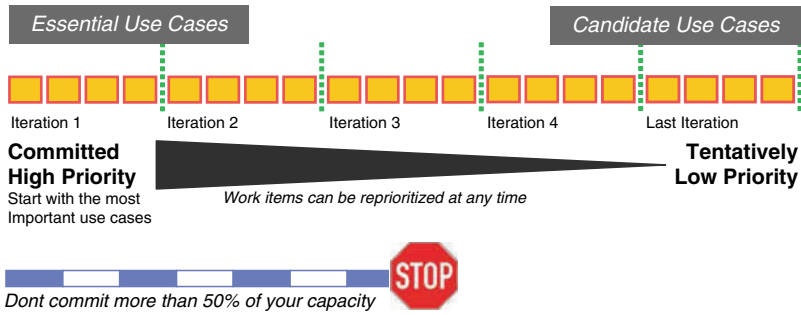 Essential Use Cases
Candidate Use Cases
Iteration 1
Iteration 2
Iteration 3
Iteration 4
Last Iteration
Committed
High Priority
Start with the most
Important use cases
Work items can be reprioritized at any time
Tentatively
Low Priority
STOP
Dont commit more than 50% of your capacity